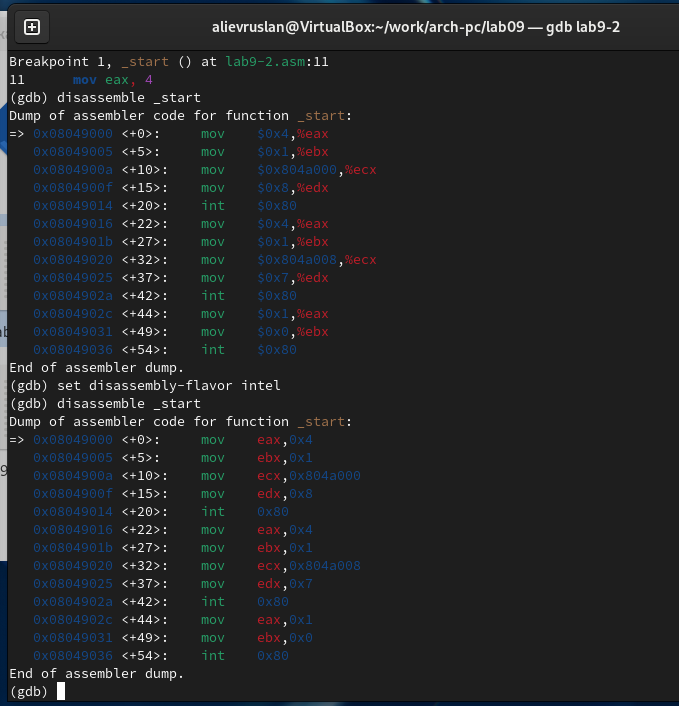 alievruslan@VirtualBox:~/work/arch-pc/lab09 — gdb lab9-2
Breakpoint 1, _start () at lab9-2.asm:11
11      mov eax, 4
(gdb) disassemble _start
Dump of assembler code for function _start:
=> 0x08049000 <+0>:     mov    $0x4,%eax
   0x08049005 <+5>:     mov    $0x1,%ebx
   0x0804900a <+10>:    mov    $0x804a000,%ecx
   0x0804900f <+15>:    mov    $0x8,%edx
   0x08049014 <+20>:    int    $0x80
   0x08049016 <+22>:    mov    $0x4,%eax
   0x0804901b <+27>:    mov    $0x1,%ebx
   0x08049020 <+32>:    mov    $0x804a008,%ecx
   0x08049025 <+37>:    mov    $0x7,%edx
   0x0804902a <+42>:    int    $0x80
   0x0804902c <+44>:    mov    $0x1,%eax
   0x08049031 <+49>:    mov    $0x0,%ebx
   0x08049036 <+54>:    int    $0x80
End of assembler dump.
(gdb) set disassembly-flavor intel
(gdb) disassemble _start
Dump of assembler code for function _start:
=> 0x08049000 <+0>:     mov    eax,0x4
   0x08049005 <+5>:     mov    ebx,0x1
   0x0804900a <+10>:    mov    ecx,0x804a000
   0x0804900f <+15>:    mov    edx,0x8
   0x08049014 <+20>:    int    0x80
   0x08049016 <+22>:    mov    eax,0x4
   0x0804901b <+27>:    mov    ebx,0x1
   0x08049020 <+32>:    mov    ecx,0x804a008
   0x08049025 <+37>:    mov    edx,0x7
   0x0804902a <+42>:    int    0x80
   0x0804902c <+44>:    mov    eax,0x1
   0x08049031 <+49>:    mov    ebx,0x0
   0x08049036 <+54>:    int    0x80
End of assembler dump.
(gdb)